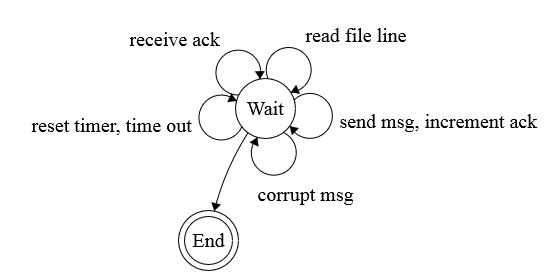 receive ack
read file line
Wait
reset timer, time out
send msg, increment ack
corrupt msg
End